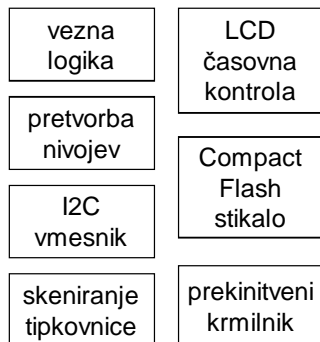 vezna
logika
pretvorba
nivojev
I2C
vmesnik
skeniranje
tipkovnice
LCD
časovna
kontrola
Compact
Flash
stikalo
prekinitveni
krmilnik